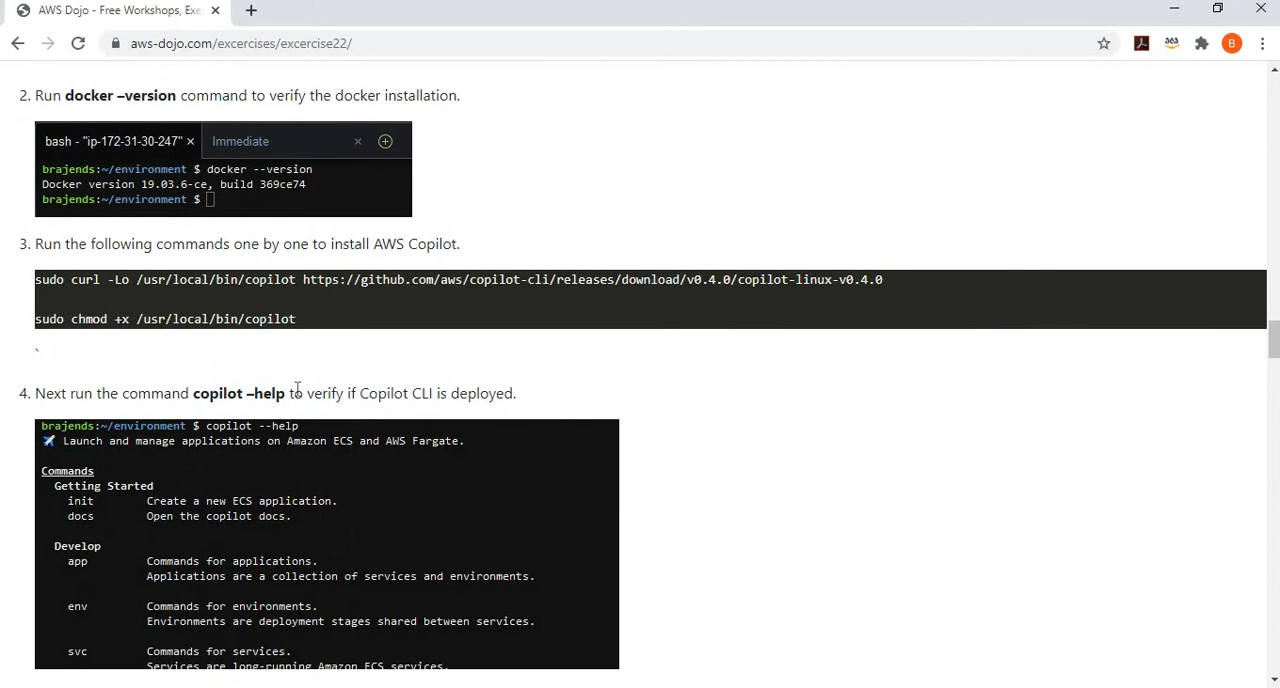 AWS Dojo - Free Workshops, Exe
aws-dojo.com/excercises/excercise22/
B
2. Run docker –version command to verify the docker installation.
bash - "ip-172-31-30-247" × Immediate ×
brajends:~/environment $ docker --version
Docker version 19.03.6-ce, build 369ce74
brajends:~/environment $
3. Run the following commands one by one to install AWS Copilot.
sudo curl -Lo /usr/local/bin/copilot https://github.com/aws/copilot-cli/releases/download/v0.4.0/copilot-linux-v0.4.0
sudo chmod +x /usr/local/bin/copilot
`
4. Next run the command copilot –help to verify if Copilot CLI is deployed.
brajends:~/environment $ copilot --help
Launch and manage applications on Amazon ECS and AWS Fargate.
Commands
Getting Started
init Create a new ECS application.
docs Open the copilot docs.
Develop
app Commands for applications.
Applications are a collection of services and environments.
env Commands for environments.
Environments are deployment stages shared between services.
svc Commands for services.
Services are long-running Amazon ECS services.